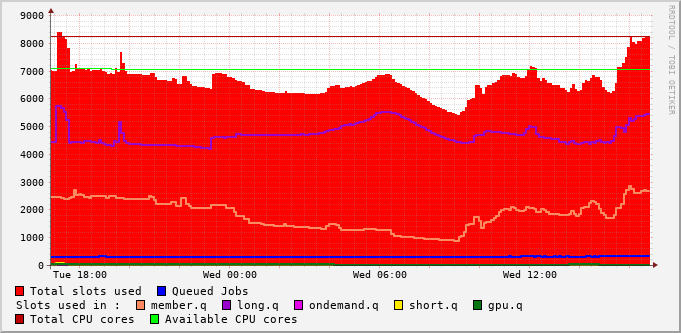 9000
8000
7000
6000
5000
4000
3000
2000
1000
0
Tue 18:00 Wed 00:00 Wed 06:00 Wed 12:00
RRDTOOL / TOBI OETIKER
Total slots used Queued Jobs
Slots used in : member.q long.q ondemand.q short.q gpu.q
Total CPU cores Available CPU cores